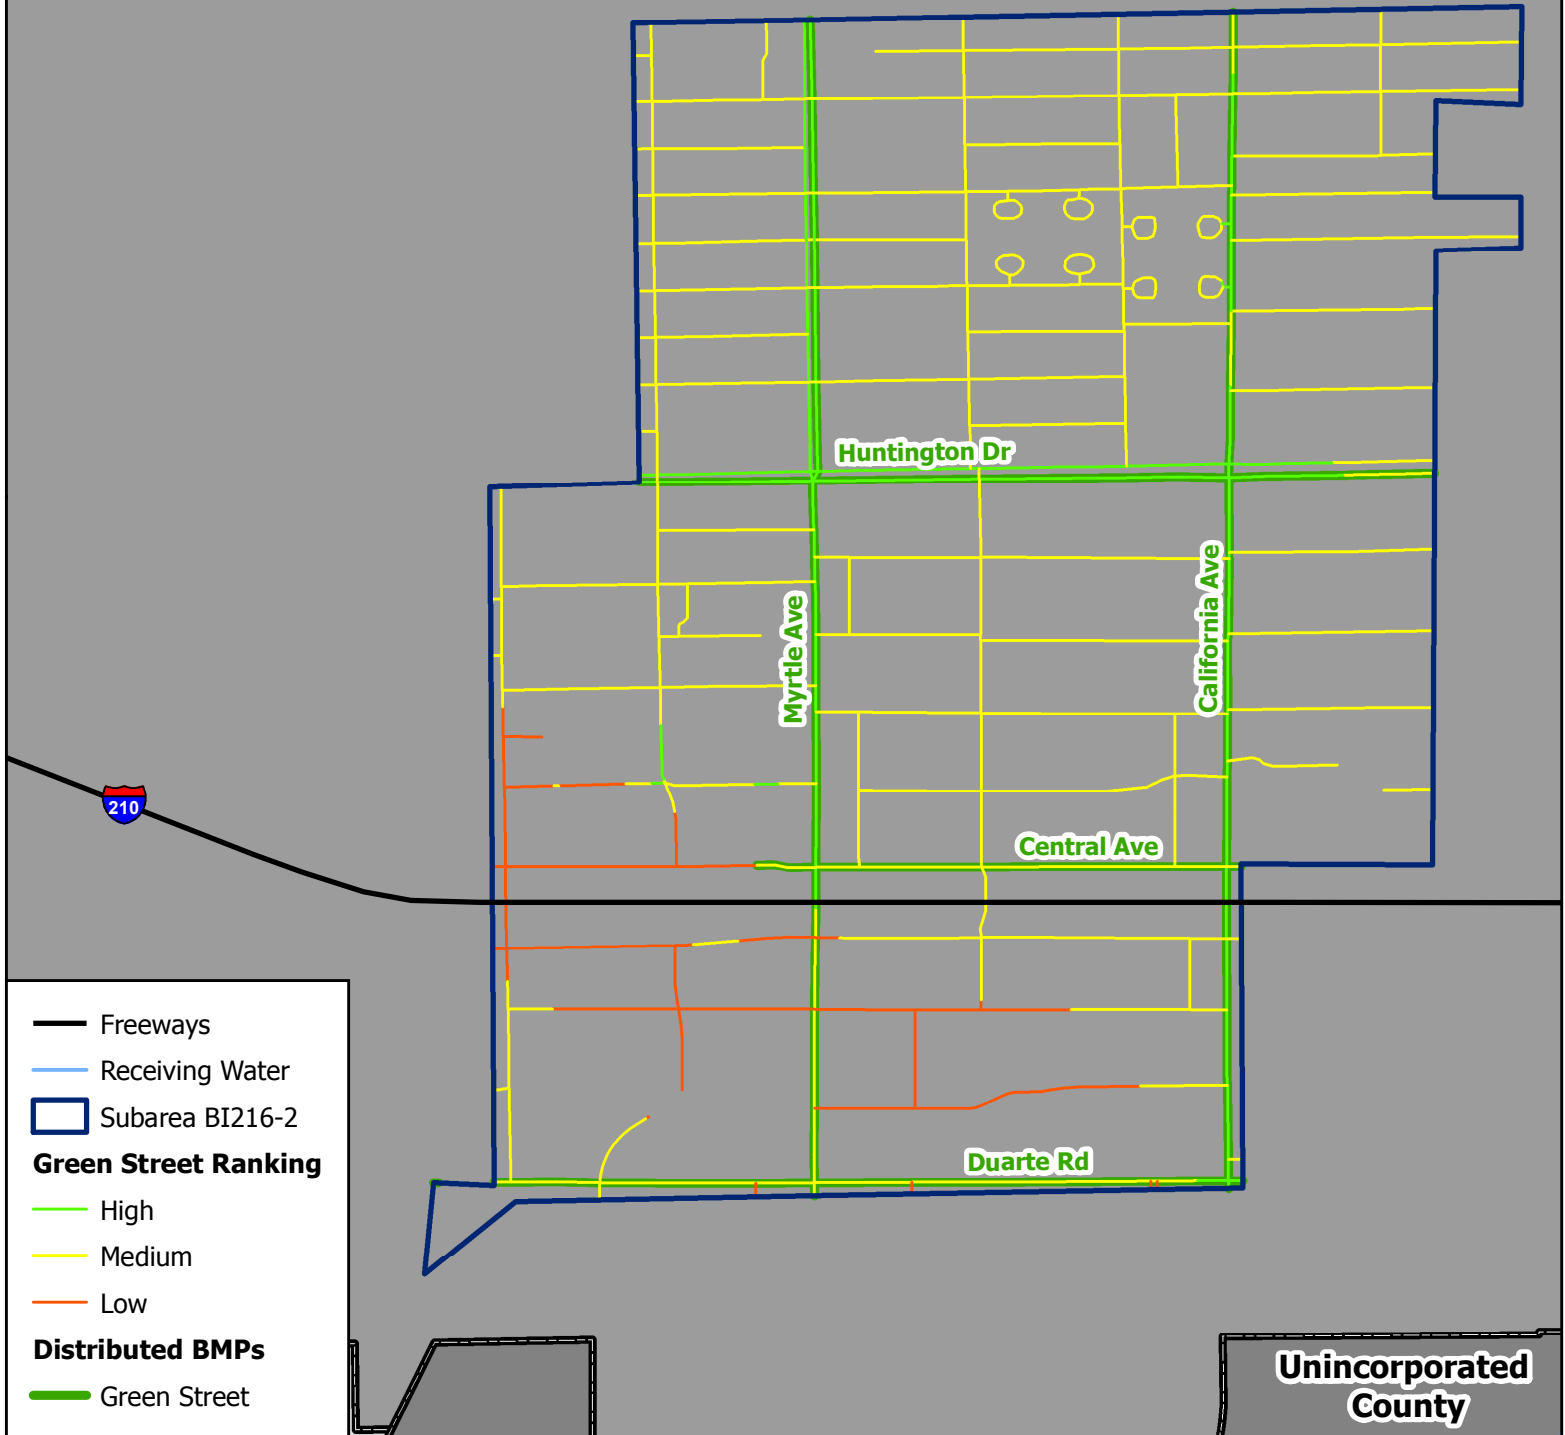 Huntington Dr
Myrtle Ave
California Ave
210
Central Ave
Duarte Rd
Freeways
Receiving Water
Subarea BI216-2
Green Street Ranking
High
Medium
Low
Distributed BMPs
Green Street
Unincorporated
County